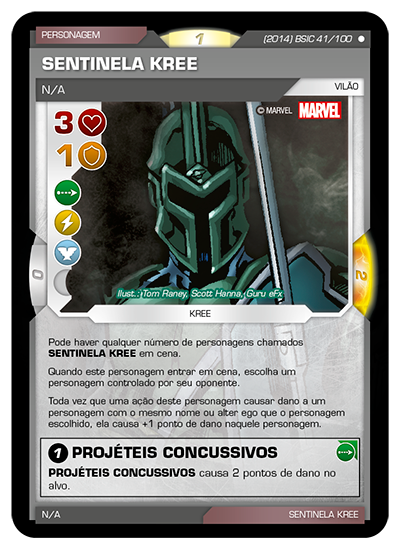 PERSONAGEM
1
(2014) BSIC 41/100 ●
SENTINELA KREE
N/A
VILÃO
© MARVEL MARVEL
3
1
0
2
Ilust.: Tom Raney, Scott Hanna, Guru eFx
KREE
Pode haver qualquer número de personagens chamados
SENTINELA KREE em cena.
Quando este personagem entrar em cena, escolha um
personagem controlado por seu oponente.
Toda vez que uma ação deste personagem causar dano a um
personagem com o mesmo nome ou alter ego que o personagem
escolhido, ela causa +1 ponto de dano naquele personagem.
1 PROJÉTEIS CONCUSSIVOS
PROJÉTEIS CONCUSSIVOS causa 2 pontos de dano no
alvo.
N/A
SENTINELA KREE